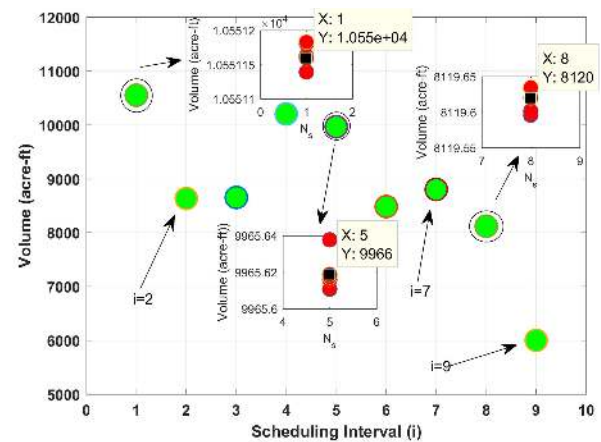 12000
11000
10000
9000
8000
7000
6000
5000
Volume (acre-ft)
0 1 2 3 4 5 6 7 8 9 10
Scheduling Interval (i)
×10⁴
1.05512
1.055115
1.05511
Volume (acre-ft)
0 1 2
Nₛ
X: 1
Y: 1.055e+04
8119.65
8119.6
8119.55
Volume (acre-ft)
7 8 9
Nₛ
X: 8
Y: 8120
9965.64
9965.62
9965.6
Volume (acre-ft))
4 5 6
Nₛ
X: 5
Y: 9966
i=2
i=7
i=9